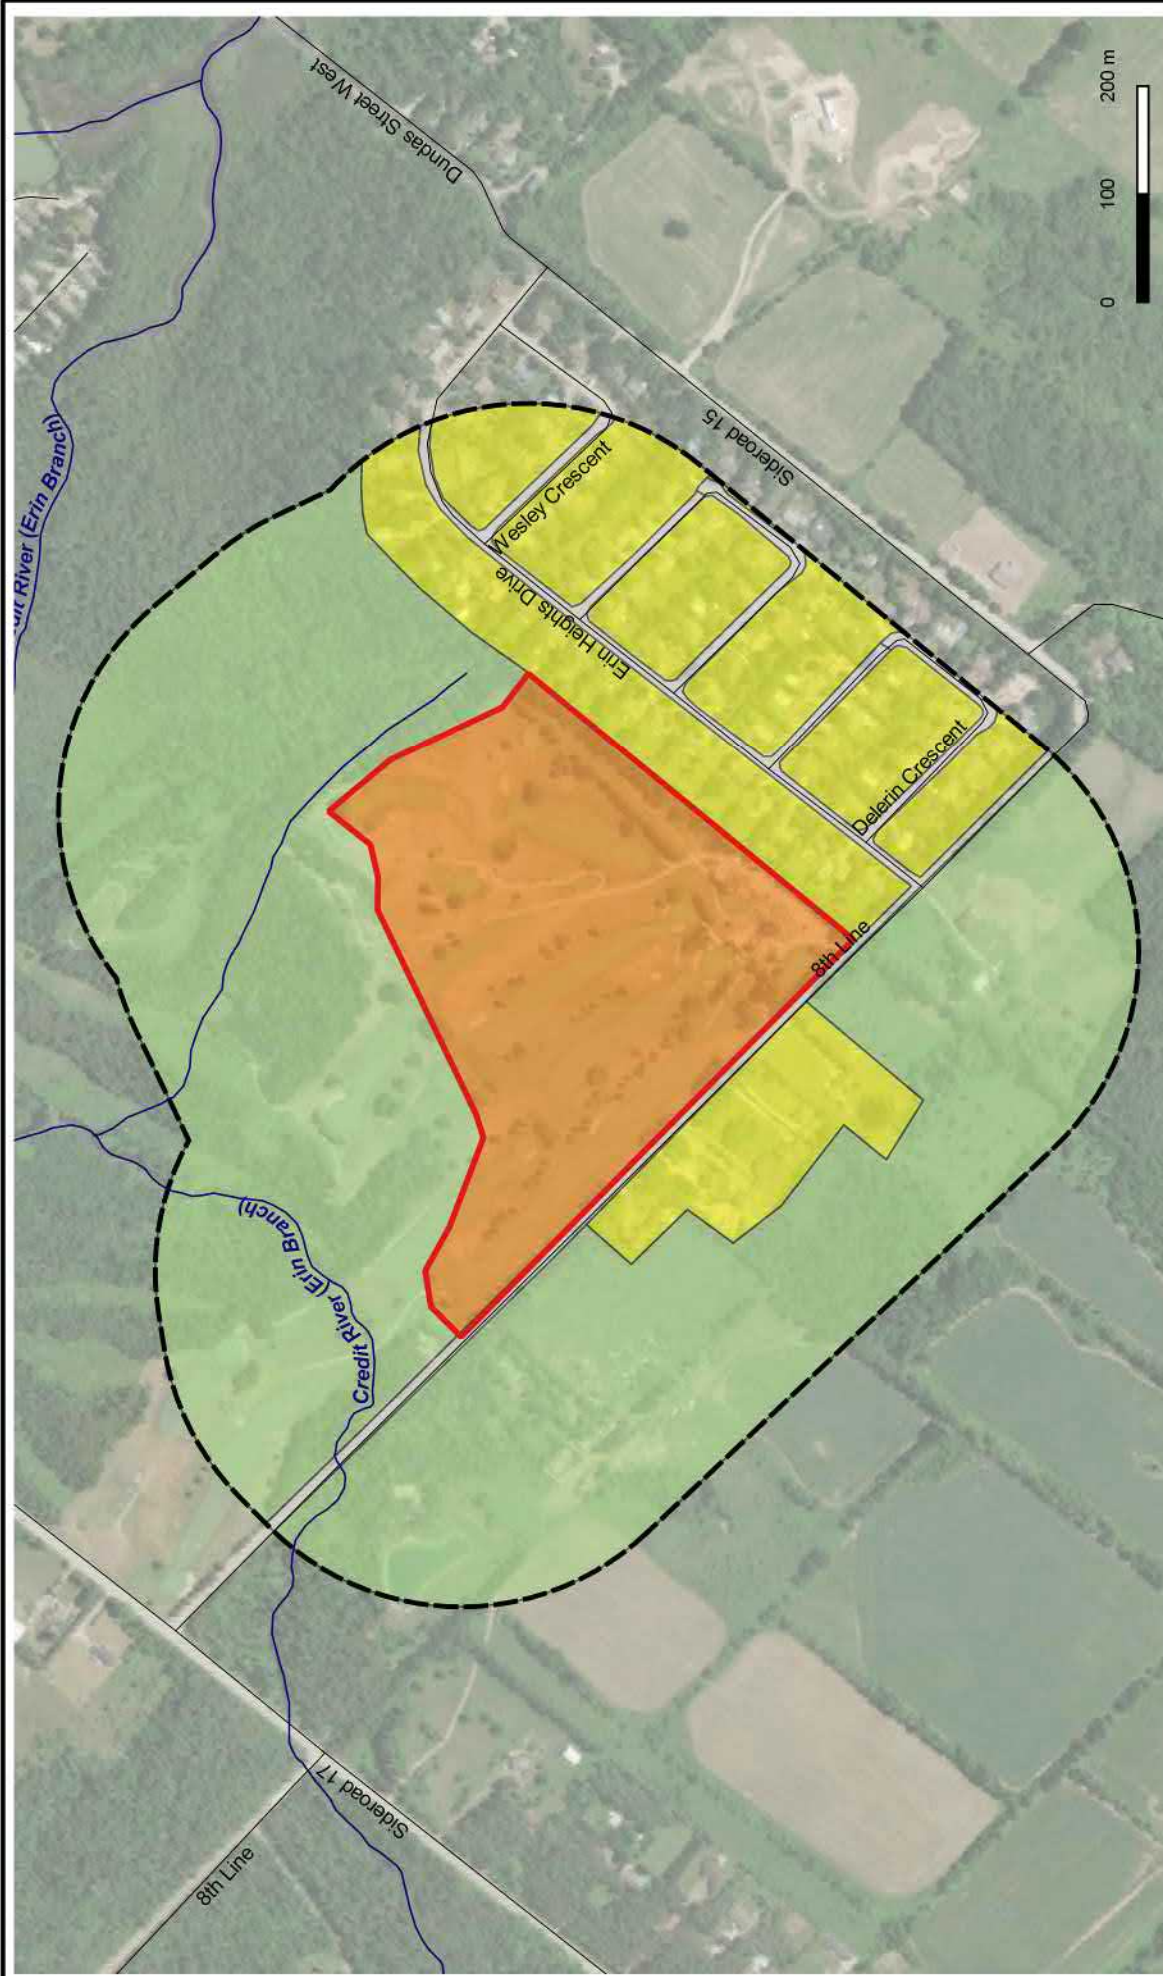 Dundas Street West
200 m
100
0
dit River (Erin Branch)
Sideroad 15
Wesley Crescent
Erin Heights Drive
Delerin Crescent
8th Line
Credit River (Erin Branch)
Sideroad 17
8th Line